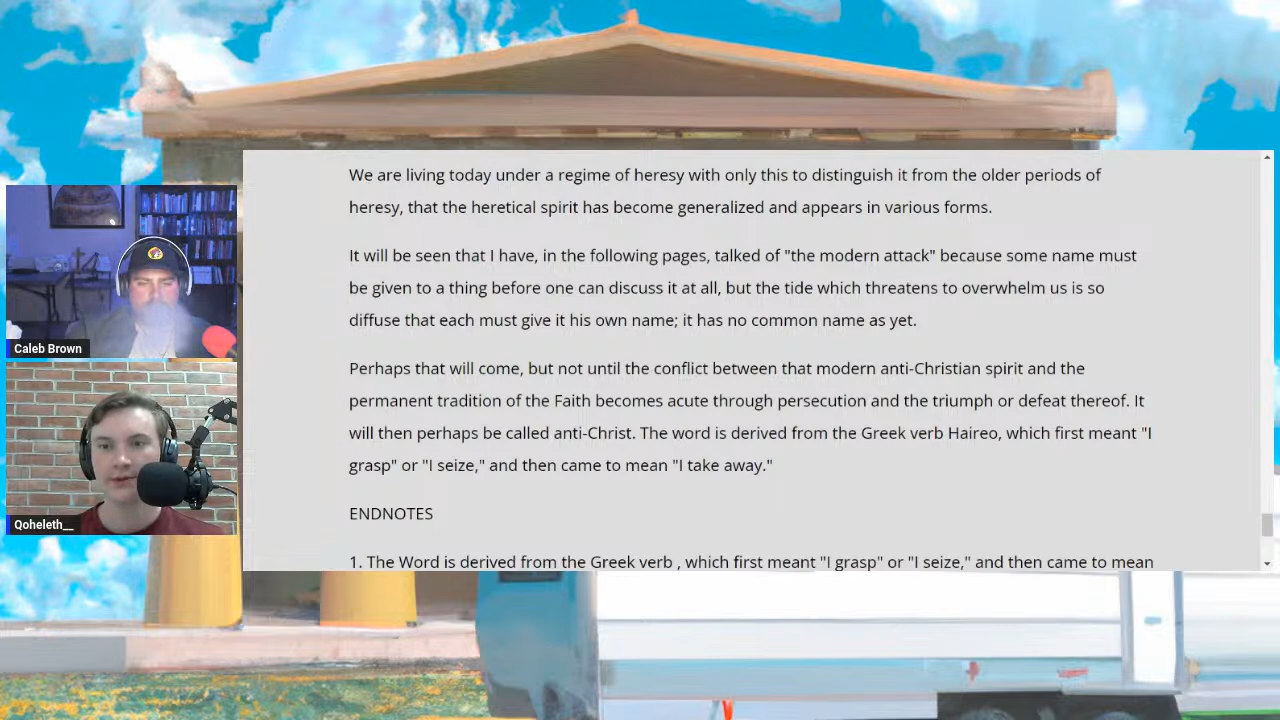 We are living today under a regime of heresy with only this to distinguish it from the older periods of
heresy, that the heretical spirit has become generalized and appears in various forms.
It will be seen that I have, in the following pages, talked of "the modern attack" because some name must
be given to a thing before one can discuss it at all, but the tide which threatens to overwhelm us is so
diffuse that each must give it his own name; it has no common name as yet.
Perhaps that will come, but not until the conflict between that modern anti-Christian spirit and the
permanent tradition of the Faith becomes acute through persecution and the triumph or defeat thereof. It
will then perhaps be called anti-Christ. The word is derived from the Greek verb Haireo, which first meant "I
grasp" or "I seize," and then came to mean "I take away."
ENDNOTES
1. The Word is derived from the Greek verb , which first meant "I grasp" or "I seize," and then came to mean
Caleb Brown
Qoheleth__